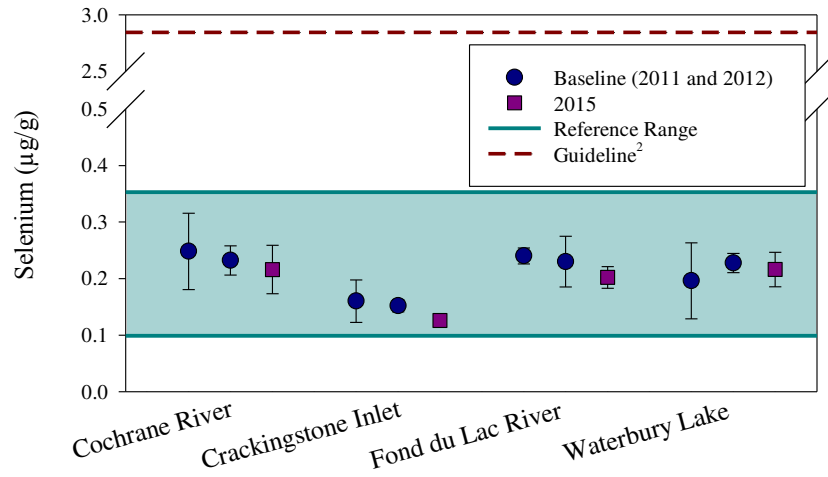 3.0
2.5
0.5
0.4
0.3
0.2
0.1
0.0
Selenium (µg/g)
Baseline (2011 and 2012)
2015
Reference Range
Guideline²
Cochrane River
Crackingstone Inlet
Fond du Lac River
Waterbury Lake